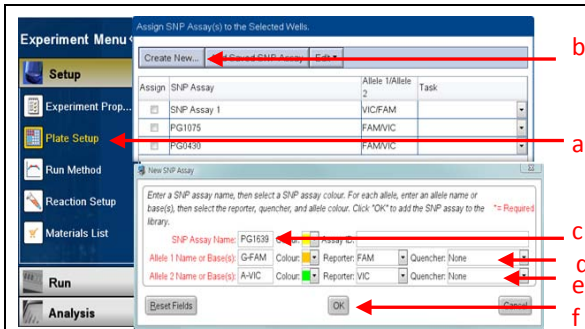 Experiment Menu
Setup
Experiment Prop...
Plate Setup
Run Method
Reaction Setup
Materials List
Run
Analysis
Assign SNP Assay(s) to the Selected Wells.
Create New... Saved SNP Assay Edit
Assign SNP Assay Allele 1/Allele 2 Task
SNP Assay 1 VIC/FAM
PG1075 FAM/VIC
PG0430 FAM/VIC
New SNP Assay
Enter a SNP assay name, then select a SNP assay colour. For each allele, enter an allele name or
base(s), then select the reporter, quencher, and allele colour. Click "OK" to add the SNP assay to the
library.
*= Required
SNP Assay Name: PG1639 Colour: Assay ID:
Allele 1 Name or Base(s): G-FAM Colour: Reporter: FAM Quencher: None
Allele 2 Name or Base(s): A-VIC Colour: Reporter: VIC Quencher: None
Reset Fields OK Cancel
b
a
c
d
e
f